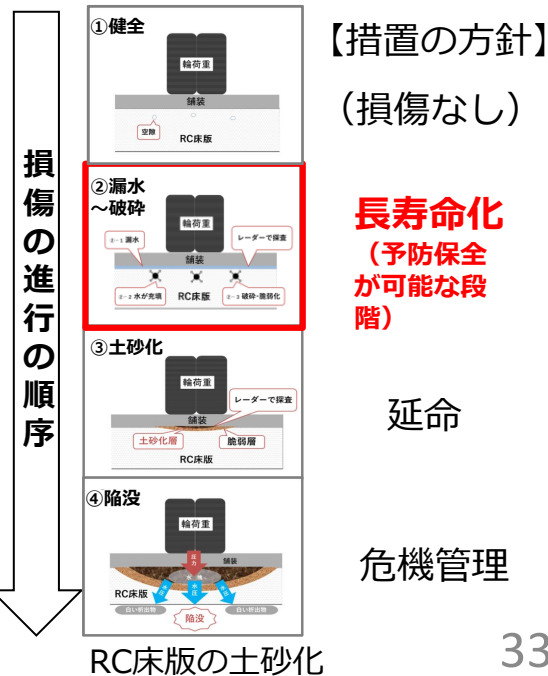 損傷の進行の順序
【措置の方針】
①健全
輪荷重
舗装
空隙
RC床版
（損傷なし）
②漏水
～破砕
輪荷重
②−1 漏水
レーダーで探査
舗装
②−2 水が充填
RC床版
②−3 破砕・脆弱化
長寿命化
（予防保全
が可能な段
階）
③土砂化
輪荷重
レーダーで探査
舗装
土砂化層
脆弱層
RC床版
延命
④陥没
輪荷重
圧力
舗装
RC床版
水圧
白い析出物
陥没
白い析出物
危機管理
RC床版の土砂化
33